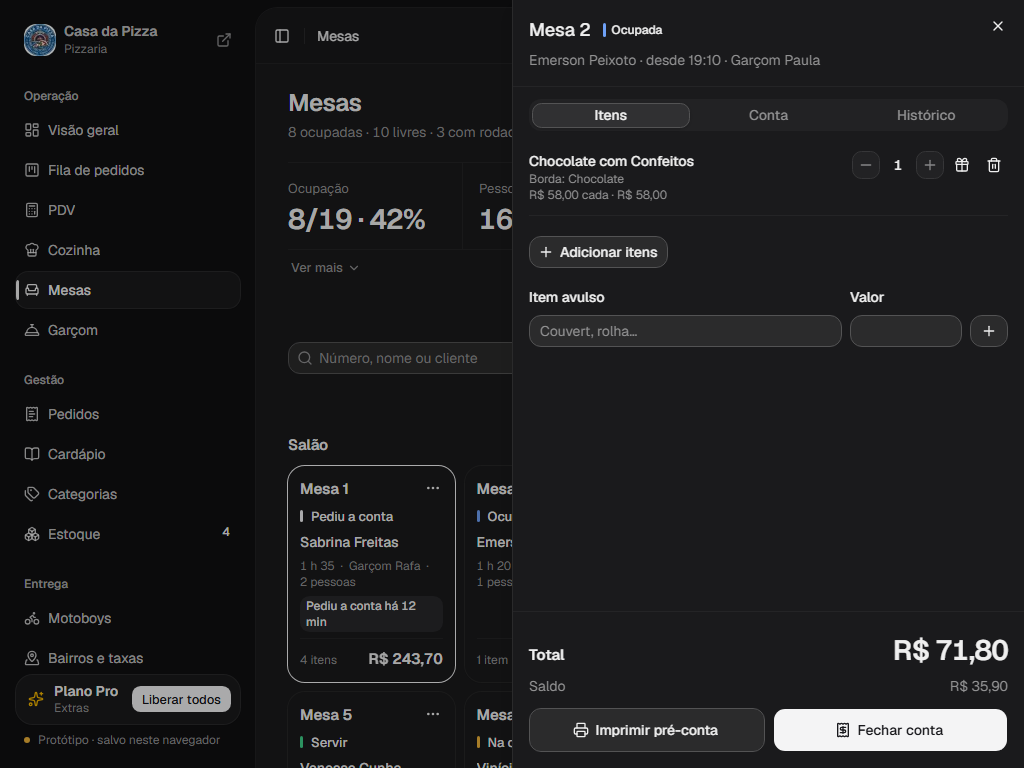 Casa da Pizza
Pizzaria
Operação
Visão geral
Fila de pedidos
PDV
Cozinha
Mesas
Garçom
Gestão
Pedidos
Cardápio
Categorias
Estoque
4
Entrega
Motoboys
Bairros e taxas
Plano Pro
Extras
Liberar todos
Protótipo · salvo neste navegador
Mesas
Mesas
8 ocupadas · 10 livres · 3 com rodac
Ocupação
8/19 · 42%
Pesso
16
Ver mais
Número, nome ou cliente
Salão
Mesa 1
Pediu a conta
Sabrina Freitas
1 h 35 · Garçom Rafa ·
2 pessoas
Pediu a conta há 12
min
4 itens
R$ 243,70
Mesa
Ocu
Emers
1 h 20
1 pess
1 item
Mesa 5
Servir
Vanessa Cunha
Mesa
Na c
Viníci
Mesa 2
Ocupada
Emerson Peixoto · desde 19:10 · Garçom Paula
Itens
Conta
Histórico
Chocolate com Confeitos
Borda: Chocolate
R$ 58,00 cada · R$ 58,00
1
Adicionar itens
Item avulso
Valor
Couvert, rolha…
Total
R$ 71,80
Saldo
R$ 35,90
Imprimir pré-conta
Fechar conta